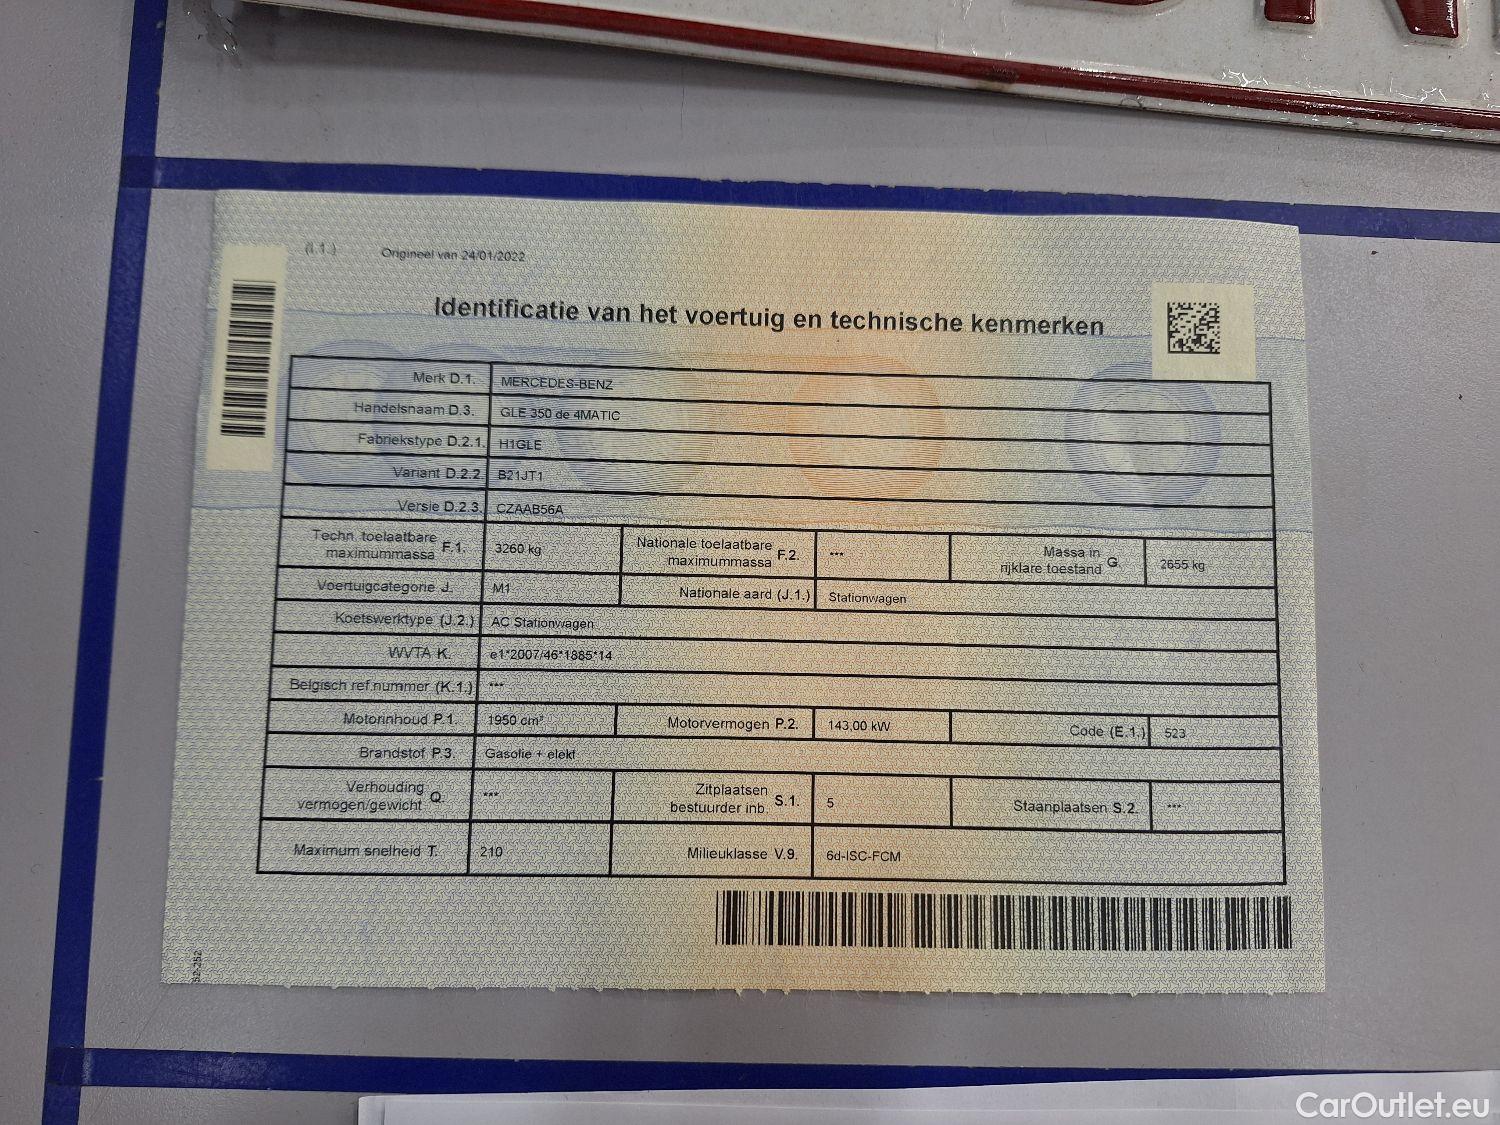 (I.1.) Origineel van 24/01/2022
Identificatie van het voertuig en technische kenmerken
Merk D.1. MERCEDES-BENZ
Handelsnaam D.3. GLE 350 de 4MATIC
Fabriekstype D.2.1. H1GLE
Variant D.2.2 B21JT1
Versie D.2.3. CZAAB56A
Techn. toelaatbare maximummassa F.1. 3260 kg Nationale toelaatbare maximummassa F.2. *** Massa in rijklare toestand G. 2655 kg
Voertuigcategorie J. M1 Nationale aard (J.1.) Stationwagen
Koetswerktype (J.2.) AC Stationwagen
WVTA K. e1*2007/46*1885*14
Belgisch ref.nummer (K.1.) ***
Motorinhoud P.1. 1950 cm³ Motorvermogen P.2. 143,00 kW Code (E.1.) 523
Brandstof P.3. Gasolie + elekt
Verhouding vermogen/gewicht Q. *** Zitplaatsen bestuurder inb. S.1. 5 Staanplaatsen S.2. ***
Maximum snelheid T. 210 Milieuklasse V.9. 6d-ISC-FCM
CarOutlet.eu